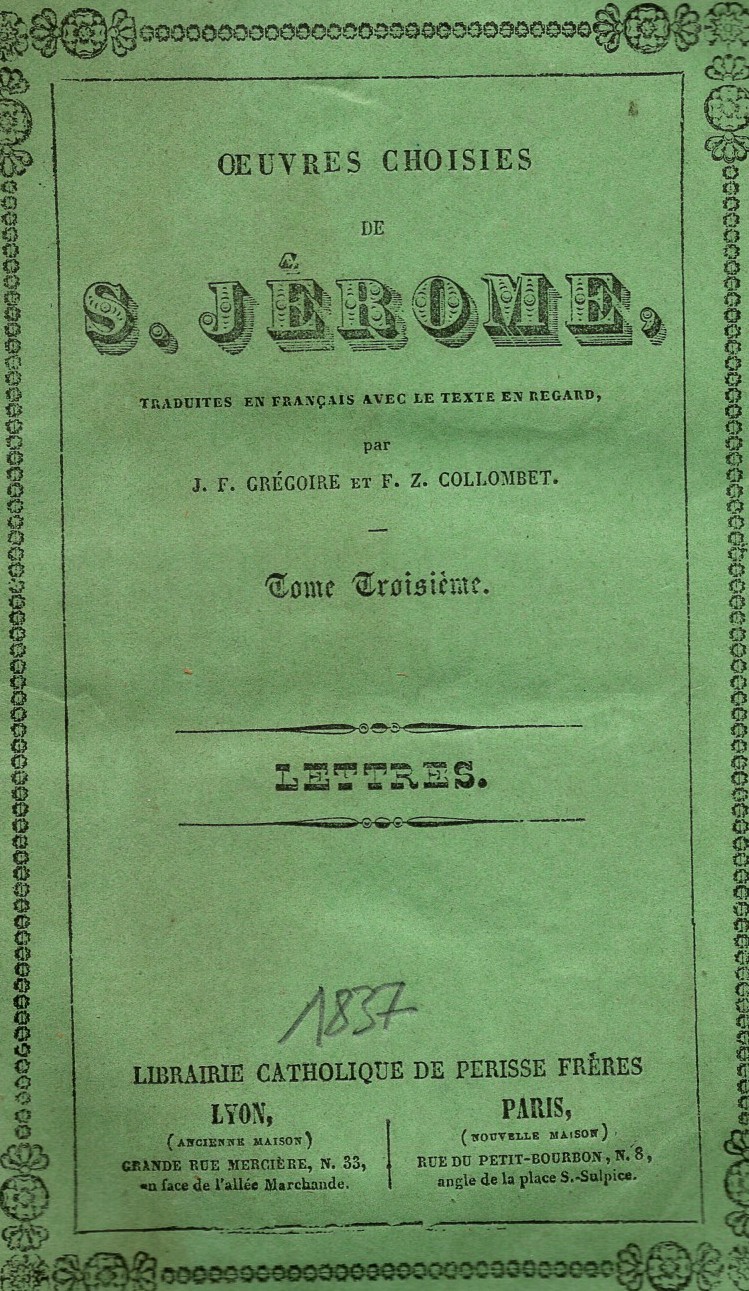 ŒUVRES CHOISIES
DE
S. JÉROME,
TRADUITES EN FRANÇAIS AVEC LE TEXTE EN REGARD,
par
J. F. GRÉGOIRE ET F. Z. COLLOMBET.
Tome Troisième.
LETTRES.
1837
LIBRAIRIE CATHOLIQUE DE PERISSE FRÈRES
LYON,
(ANCIENNE MAISON)
GRANDE RUE MERCIÈRE, N. 33,
en face de l'allée Marchande.
PARIS,
(NOUVELLE MAISON)
RUE DU PETIT-BOURBON, N. 8,
angle de la place S.-Sulpice.